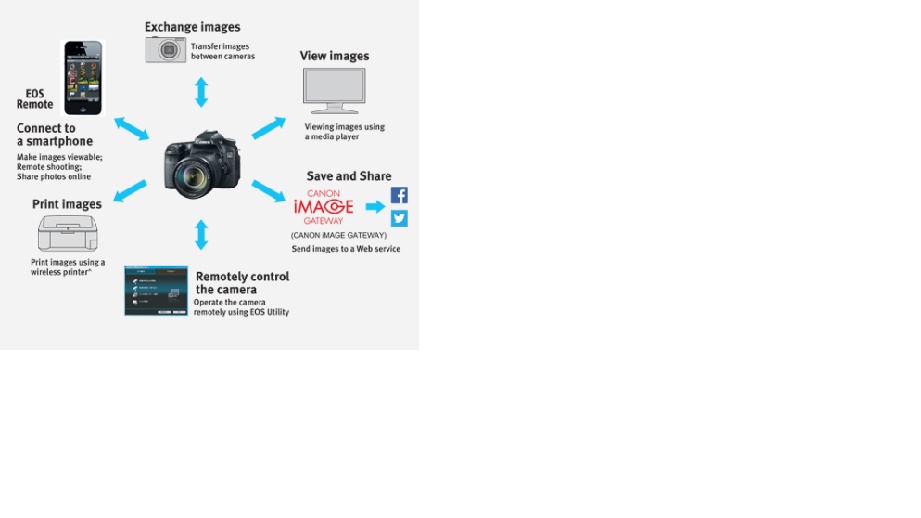 Exchange images
Transfer images
between cameras
View images
Viewing images using
a media player
EOS
Remote
Connect to
a smartphone
Make images viewable;
Remote shooting;
Share photos online
Canon
Save and Share
CANON
iMAGE
GATEWAY
(CANON iMAGE GATEWAY)
Send images to a Web service
Print images
Print images using a
wireless printer*
Remotely control
the camera
Operate the camera
remotely using EOS Utility